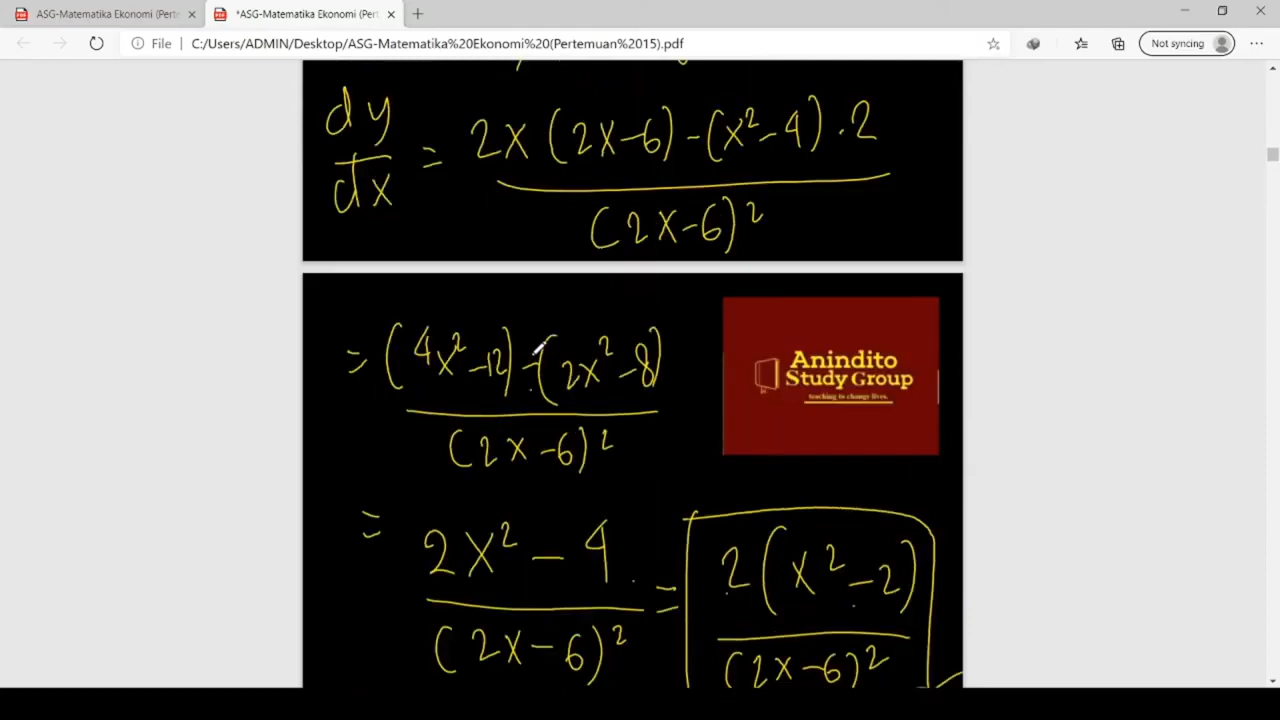 ASG-Matematika Ekonomi (Perte
*ASG-Matematika Ekonomi (Perte
File
C:/Users/ADMIN/Desktop/ASG-Matematika%20Ekonomi%20(Pertemuan%2015).pdf
Not syncing
dy/dx = 2x (2x-6) - (x² - 4) . 2 / (2x-6)²
= (4x² - 12) - (2x² - 8) / (2x - 6)²
Anindito
Study Group
teaching to change lives.
= 2x² - 4 / (2x - 6)² = 2(x² - 2) / (2x - 6)²